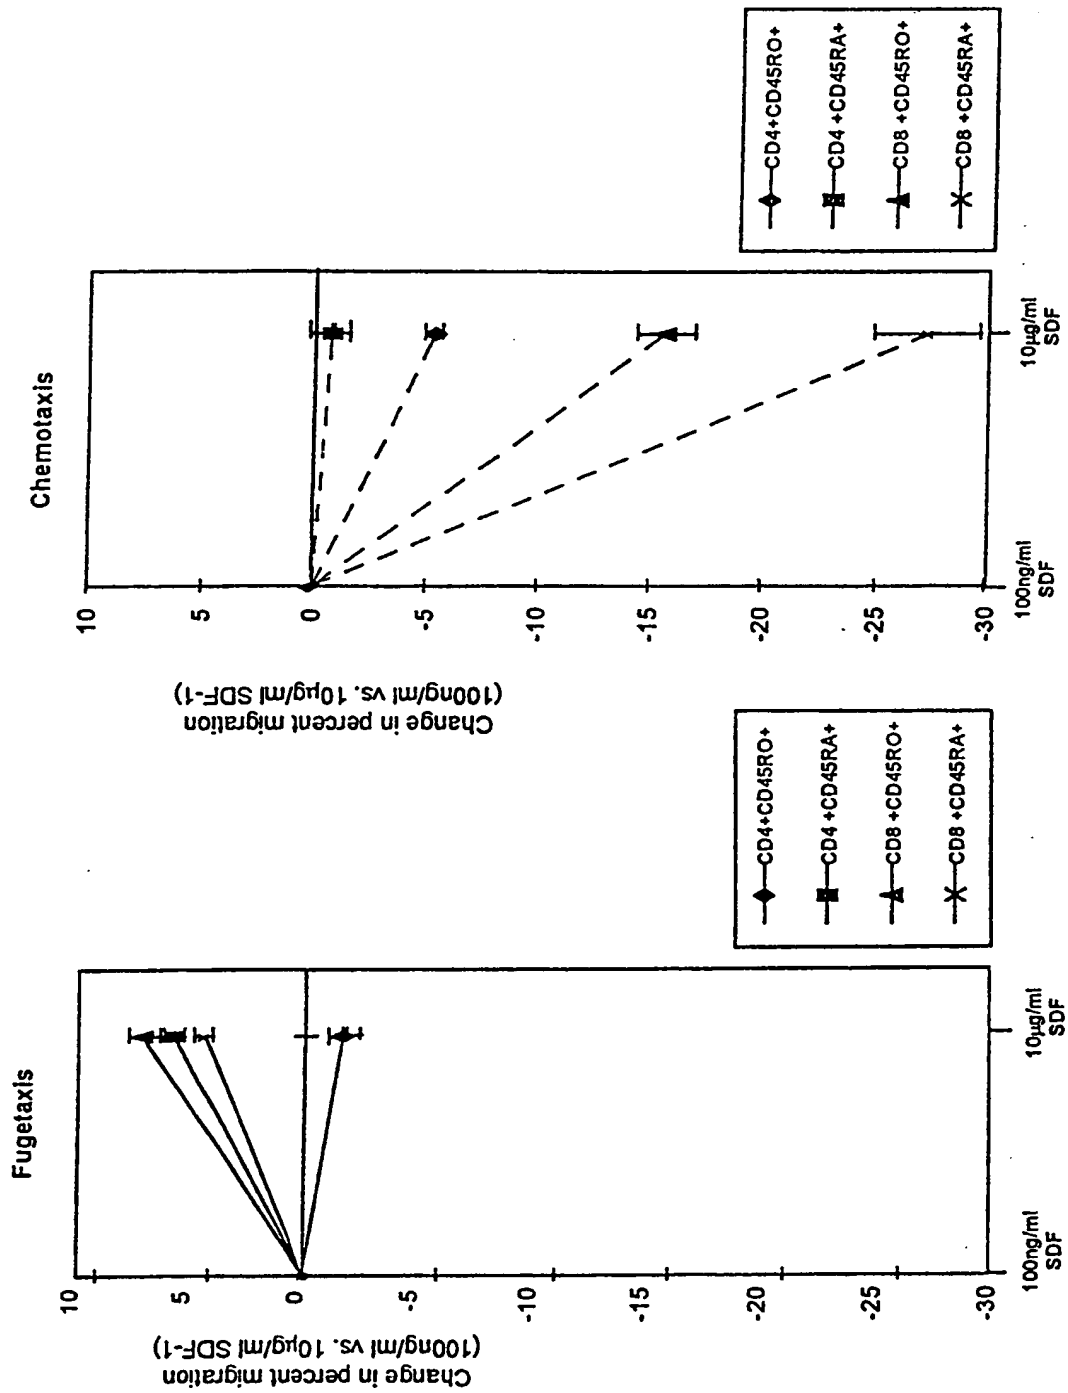 Fugetaxis
Change in percent migration
(100ng/ml vs. 10µg/ml SDF-1)
10
5
0
-5
-10
-15
-20
-25
-30
100ng/ml
SDF
10µg/ml
SDF
CD4+CD45RO+
CD4 +CD45RA+
CD8 +CD45RO+
CD8 +CD45RA+
Chemotaxis
Change in percent migration
(100ng/ml vs. 10µg/ml SDF-1)
10
5
0
-5
-10
-15
-20
-25
-30
100ng/ml
SDF
10µg/ml
SDF
CD4+CD45RO+
CD4 +CD45RA+
CD8 +CD45RO+
CD8 +CD45RA+